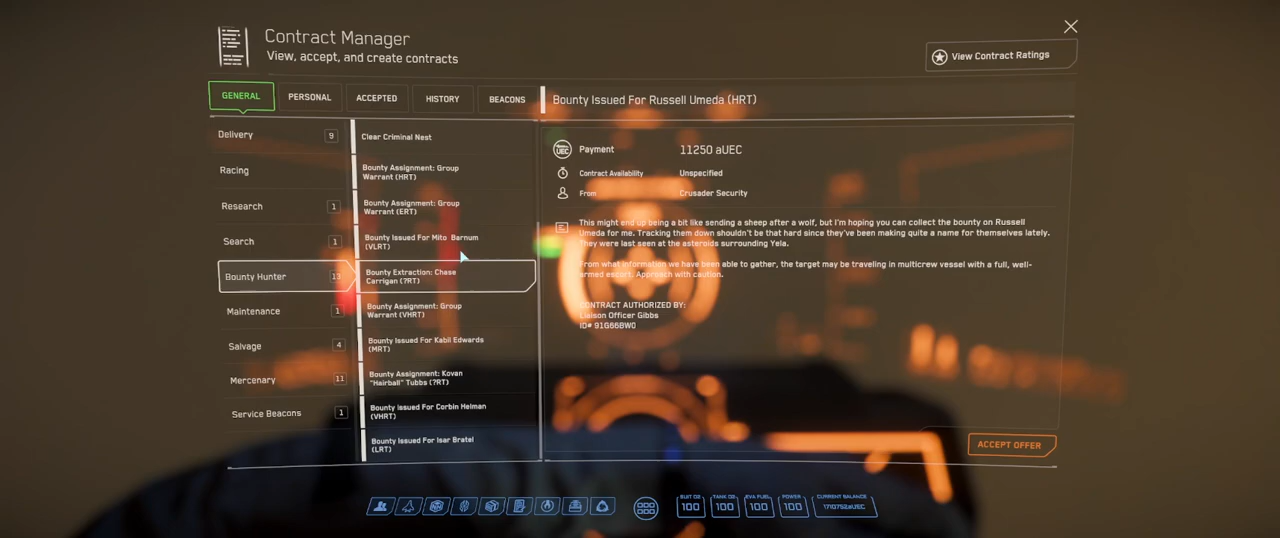 Contract Manager
View, accept, and create contracts
View Contract Ratings
GENERAL
PERSONAL
ACCEPTED
HISTORY
BEACONS
Delivery 9
Racing
Research 1
Search 1
Bounty Hunter 13
Maintenance 1
Salvage 4
Mercenary 11
Service Beacons 1
Clear Criminal Nest
Bounty Assignment: Group
Warrant (HRT)
Bounty Assignment: Group
Warrant (ERT)
Bounty Issued For Mito Barnum
(VLRT)
Bounty Extraction: Chase
Carrigan (?RT)
Bounty Assignment: Group
Warrant (VHRT)
Bounty Issued For Kabil Edwards
(MRT)
Bounty Assignment: Kovan
"Hairball" Tubbs (?RT)
Bounty Issued For Corbin Helman
(VHRT)
Bounty Issued For Isar Bratel
(LRT)
Bounty Issued For Russell Umeda (HRT)
UEC
Payment 11250 aUEC
Contract Availability Unspecified
From Crusader Security
This might end up being a bit like sending a sheep after a wolf, but I'm hoping you can collect the bounty on Russell
Umeda for me. Tracking them down shouldn't be that hard since they've been making quite a name for themselves lately.
They were last seen at the asteroids surrounding Yela.
From what information we have been able to gather, the target may be traveling in multicrew vessel with a full, well-
armed escort. Approach with caution.
CONTRACT AUTHORIZED BY:
Liaison Officer Gibbs
ID# 91G66BW0
ACCEPT OFFER
SUIT O2 TANK O2 EVA FUEL POWER CURRENT BALANCE
100 100 100 100 1710752aUEC